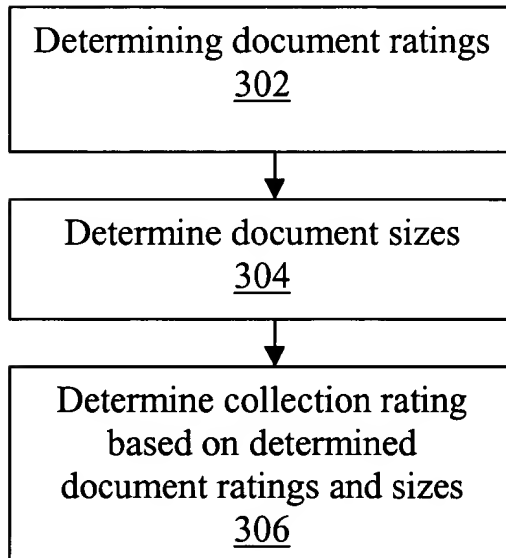 Determining document ratings
302
Determine document sizes
304
Determine collection rating
based on determined
document ratings and sizes
306